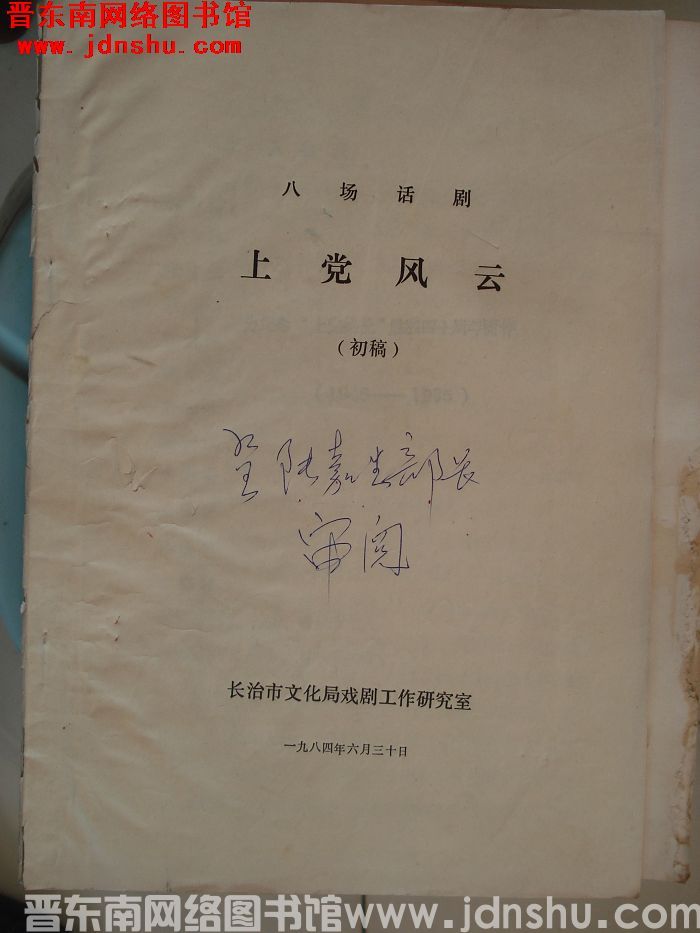 晋东南网络图书馆
www.jdnshu.com
八场话剧
上党风云
（初稿）
呈陆嘉生部长
审阅
长治市文化局戏剧工作研究室
一九八四年六月三十日
晋东南网络图书馆www.jdnshu.com